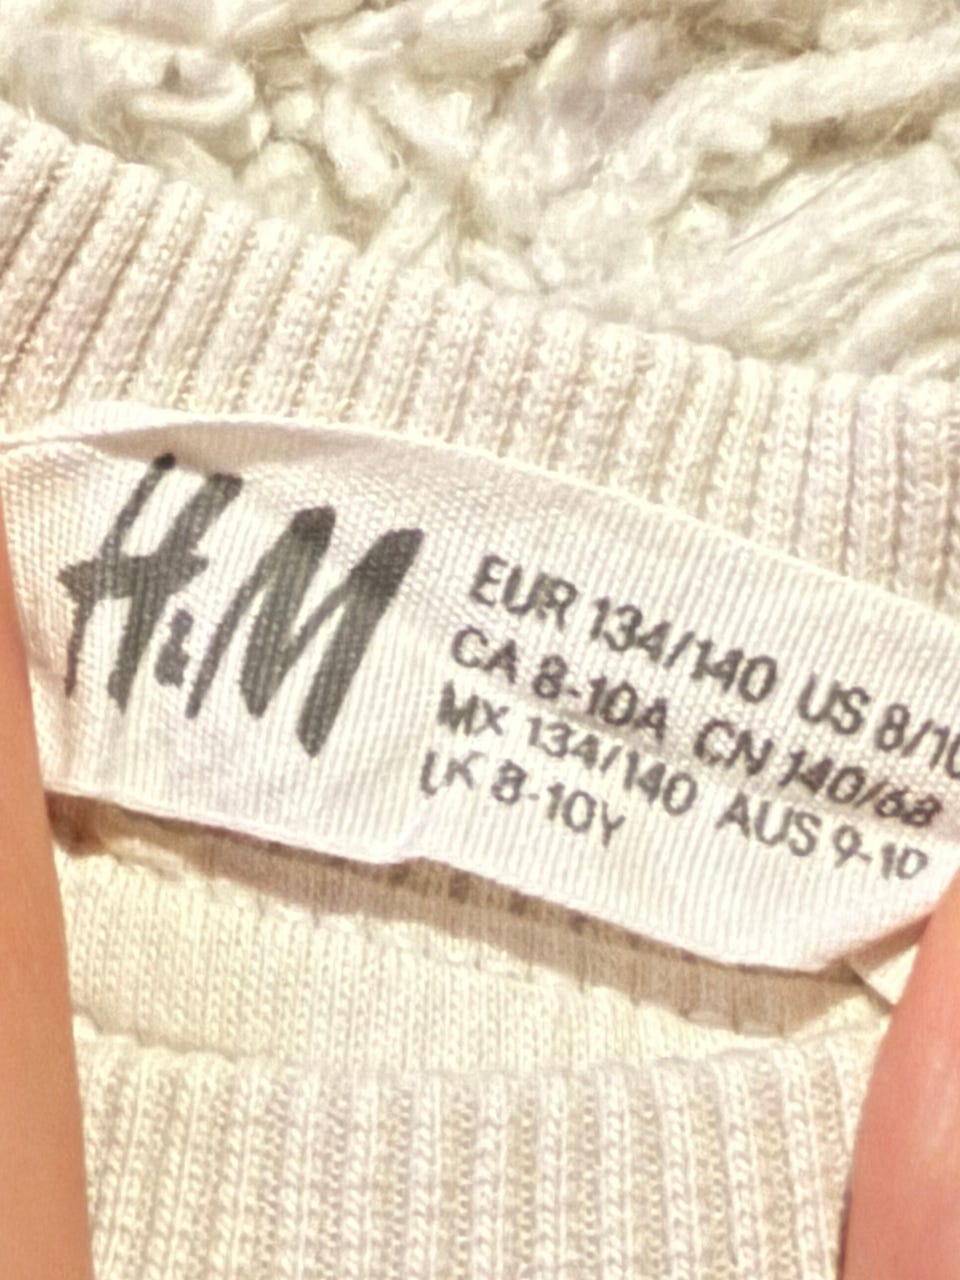 H&M
EUR 134/140 US 8/10
CA 8-10A CN 140/68
MX 134/140 AUS 9-10
UK 8-10Y